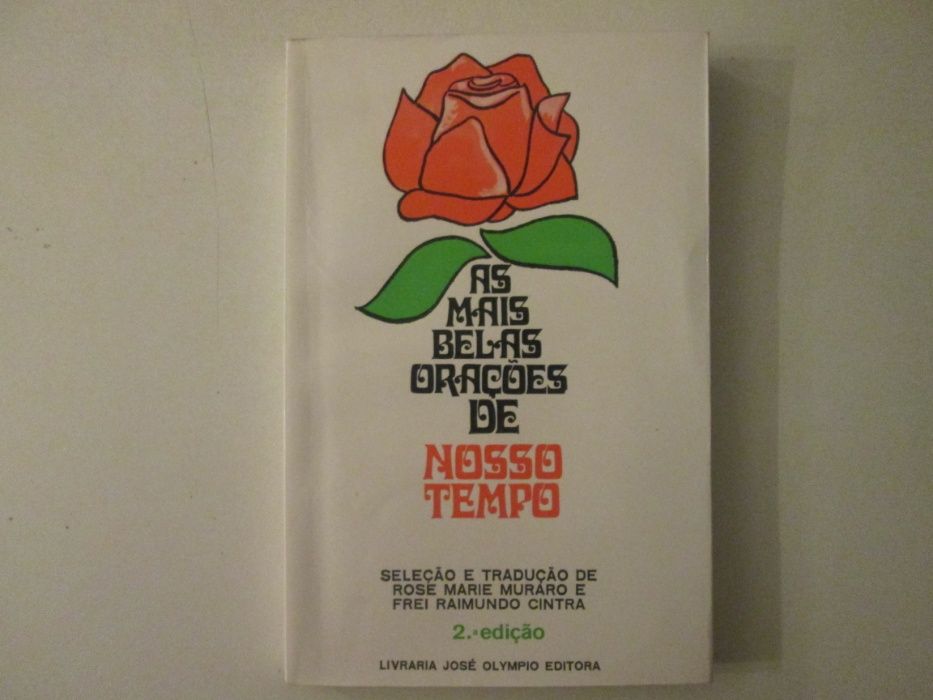 AS
MAIS
BELAS
ORAÇÕES
DE
NOSSO
TEMPO
SELEÇÃO E TRADUÇÃO DE
ROSE MARIE MURARO E
FREI RAIMUNDO CINTRA
2.ª edição
LIVRARIA JOSÉ OLYMPIO EDITORA